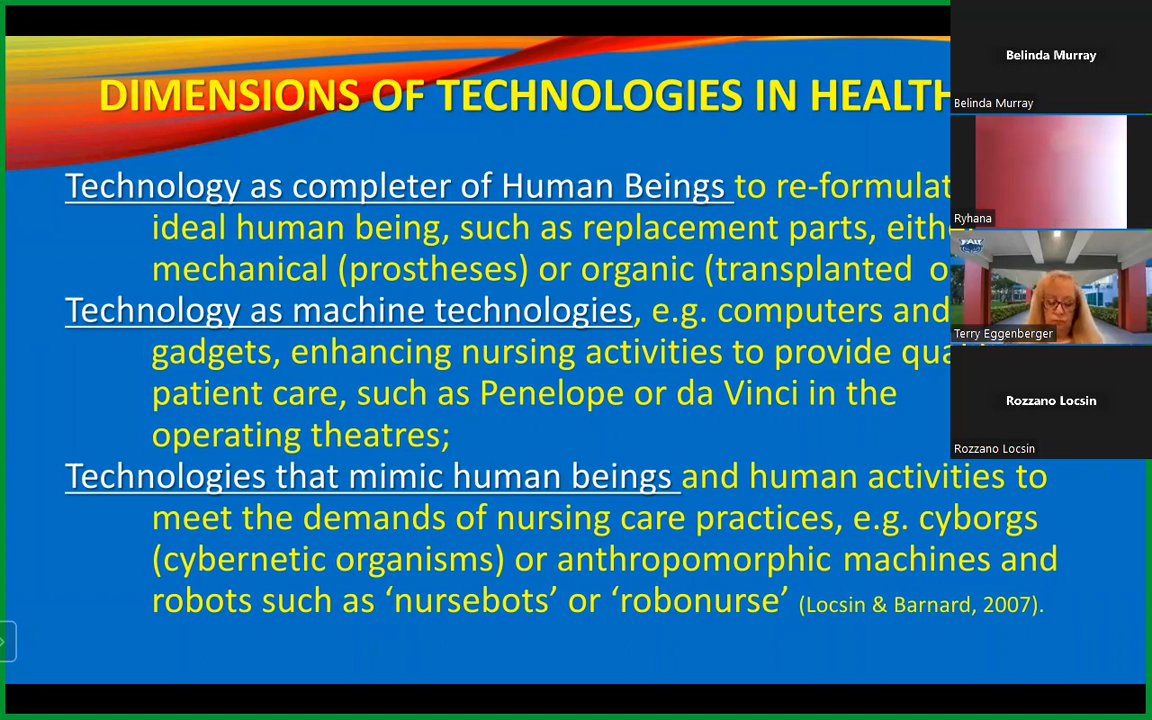 DIMENSIONS OF TECHNOLOGIES IN HEALTH
Technology as completer of Human Beings to re-formulat
ideal human being, such as replacement parts, eithe
mechanical (prostheses) or organic (transplanted o
Technology as machine technologies, e.g. computers and
gadgets, enhancing nursing activities to provide qua
patient care, such as Penelope or da Vinci in the
operating theatres;
Technologies that mimic human beings and human activities to
meet the demands of nursing care practices, e.g. cyborgs
(cybernetic organisms) or anthropomorphic machines and
robots such as ‘nursebots’ or ‘robonurse’ (Locsin & Barnard, 2007).
Belinda Murray
Belinda Murray
Ryhana
FAU
Terry Eggenberger
Rozzano Locsin
Rozzano Locsin